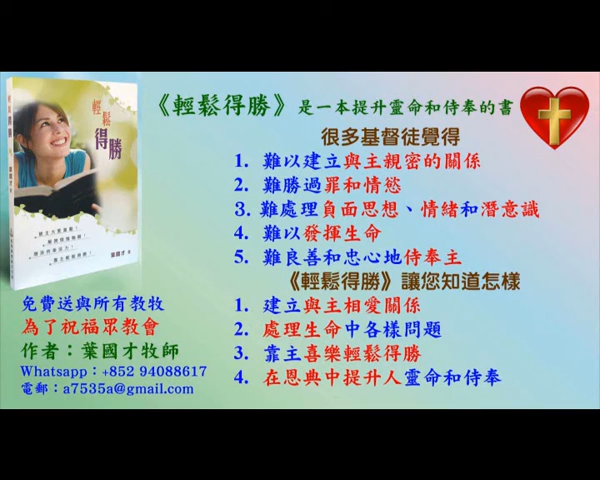 輕鬆
得勝
葉國才 著
《輕鬆得勝》是一本提升靈命和侍奉的書
很多基督徒覺得
1. 難以建立與主親密的關係
2. 難勝過罪和情慾
3. 難處理負面思想、情緒和潛意識
4. 難以發揮生命
5. 難良善和忠心地侍奉主
《輕鬆得勝》讓您知道怎樣
1. 建立與主相愛關係
2. 處理生命中各樣問題
3. 靠主喜樂輕鬆得勝
4. 在恩典中提升人靈命和侍奉
免費送與所有教牧
為了祝福眾教會
作者：葉國才牧師
Whatsapp：+852 94088617
電郵：a7535a@gmail.com